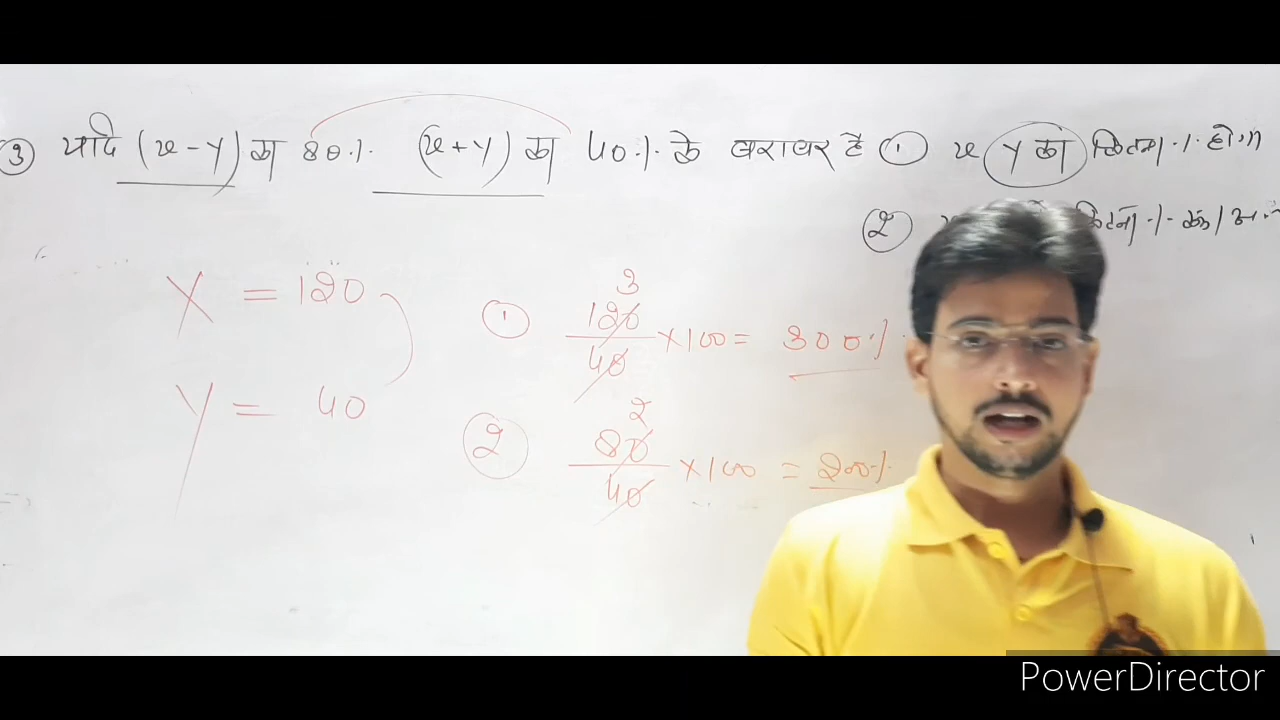 3 यदि (x - y) का 80% (x + y) का 40% के बराबर है 1 x y का कितना % होगा
2 कितना % कम/अ
X = 120
Y = 40
1 3 120/40 × 100 = 300%
2 2 80/40 × 100 = 200%
PowerDirector